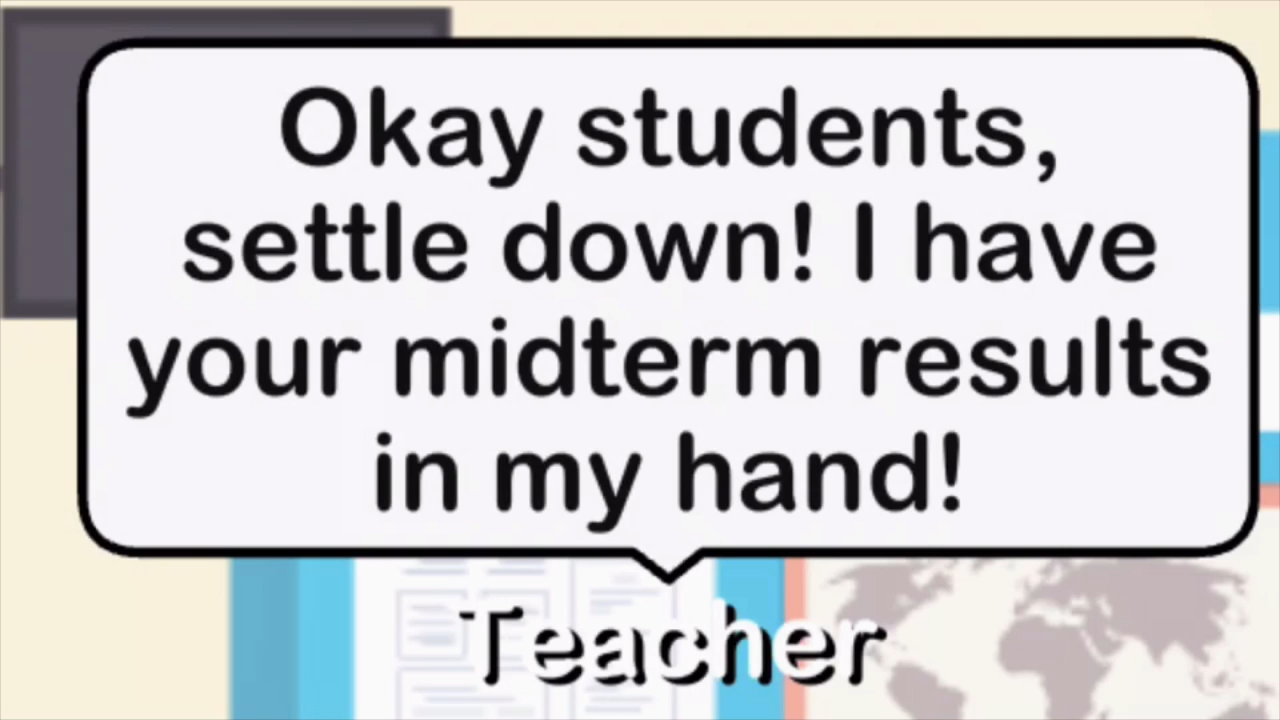 Okay students,
settle down! I have
your midterm results
in my hand!
Teacher